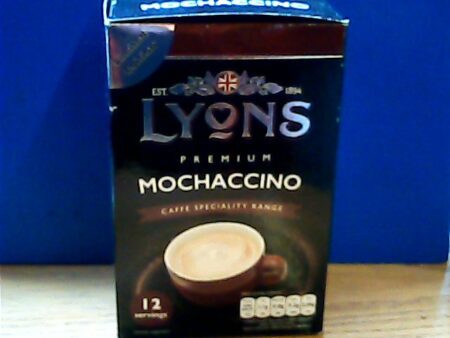 MOCHACCINO
EST. 1894
LYONS
PREMIUM
MOCHACCINO
CAFFE SPECIALITY RANGE
12
servings